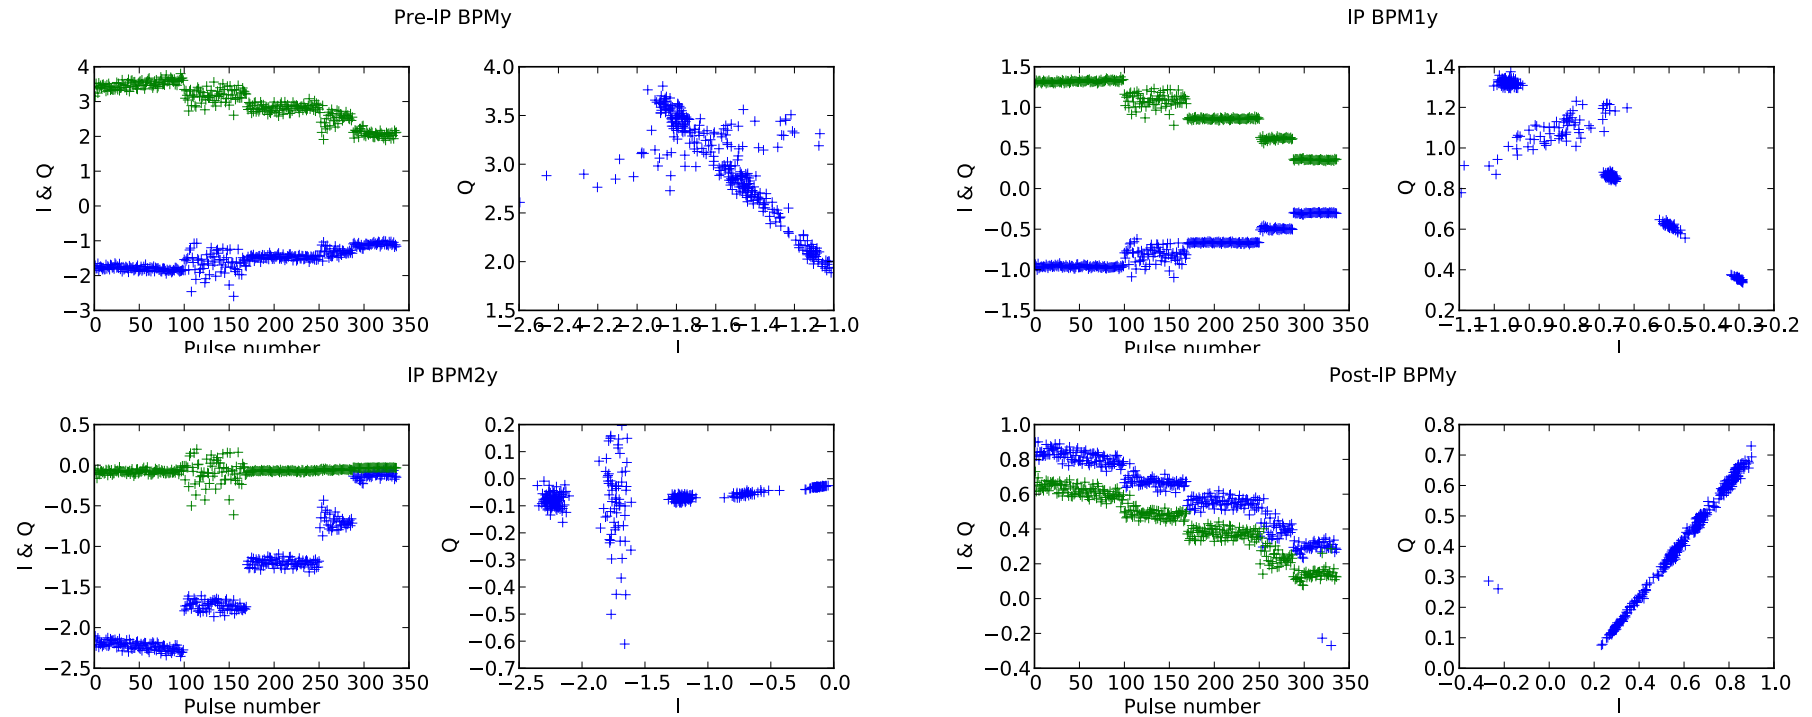 Pre-IP BPMy
IP BPM1y
4
3
2
1
0
−1
−2
−3
I & Q
0 50 100 150 200 250 300 350
Pulse number
4.0
3.5
3.0
2.5
2.0
1.5
Q
−2.6 −2.4 −2.2 −2.0 −1.8 −1.6 −1.4 −1.2 −1.0
I
1.5
1.0
0.5
0.0
−0.5
−1.0
−1.5
I & Q
0 50 100 150 200 250 300 350
Pulse number
1.4
1.2
1.0
0.8
0.6
0.4
0.2
Q
−1.1 −1.0 −0.9 −0.8 −0.7 −0.6 −0.5 −0.4 −0.3 −0.2
I
IP BPM2y
Post-IP BPMy
0.5
0.0
−0.5
−1.0
−1.5
−2.0
−2.5
I & Q
0 50 100 150 200 250 300 350
Pulse number
0.2
0.1
0.0
−0.1
−0.2
−0.3
−0.4
−0.5
−0.6
−0.7
Q
−2.5 −2.0 −1.5 −1.0 −0.5 0.0
I
1.0
0.8
0.6
0.4
0.2
0.0
−0.2
−0.4
I & Q
0 50 100 150 200 250 300 350
Pulse number
0.8
0.7
0.6
0.5
0.4
0.3
0.2
0.1
0.0
Q
−0.4 −0.2 0.0 0.2 0.4 0.6 0.8 1.0
I